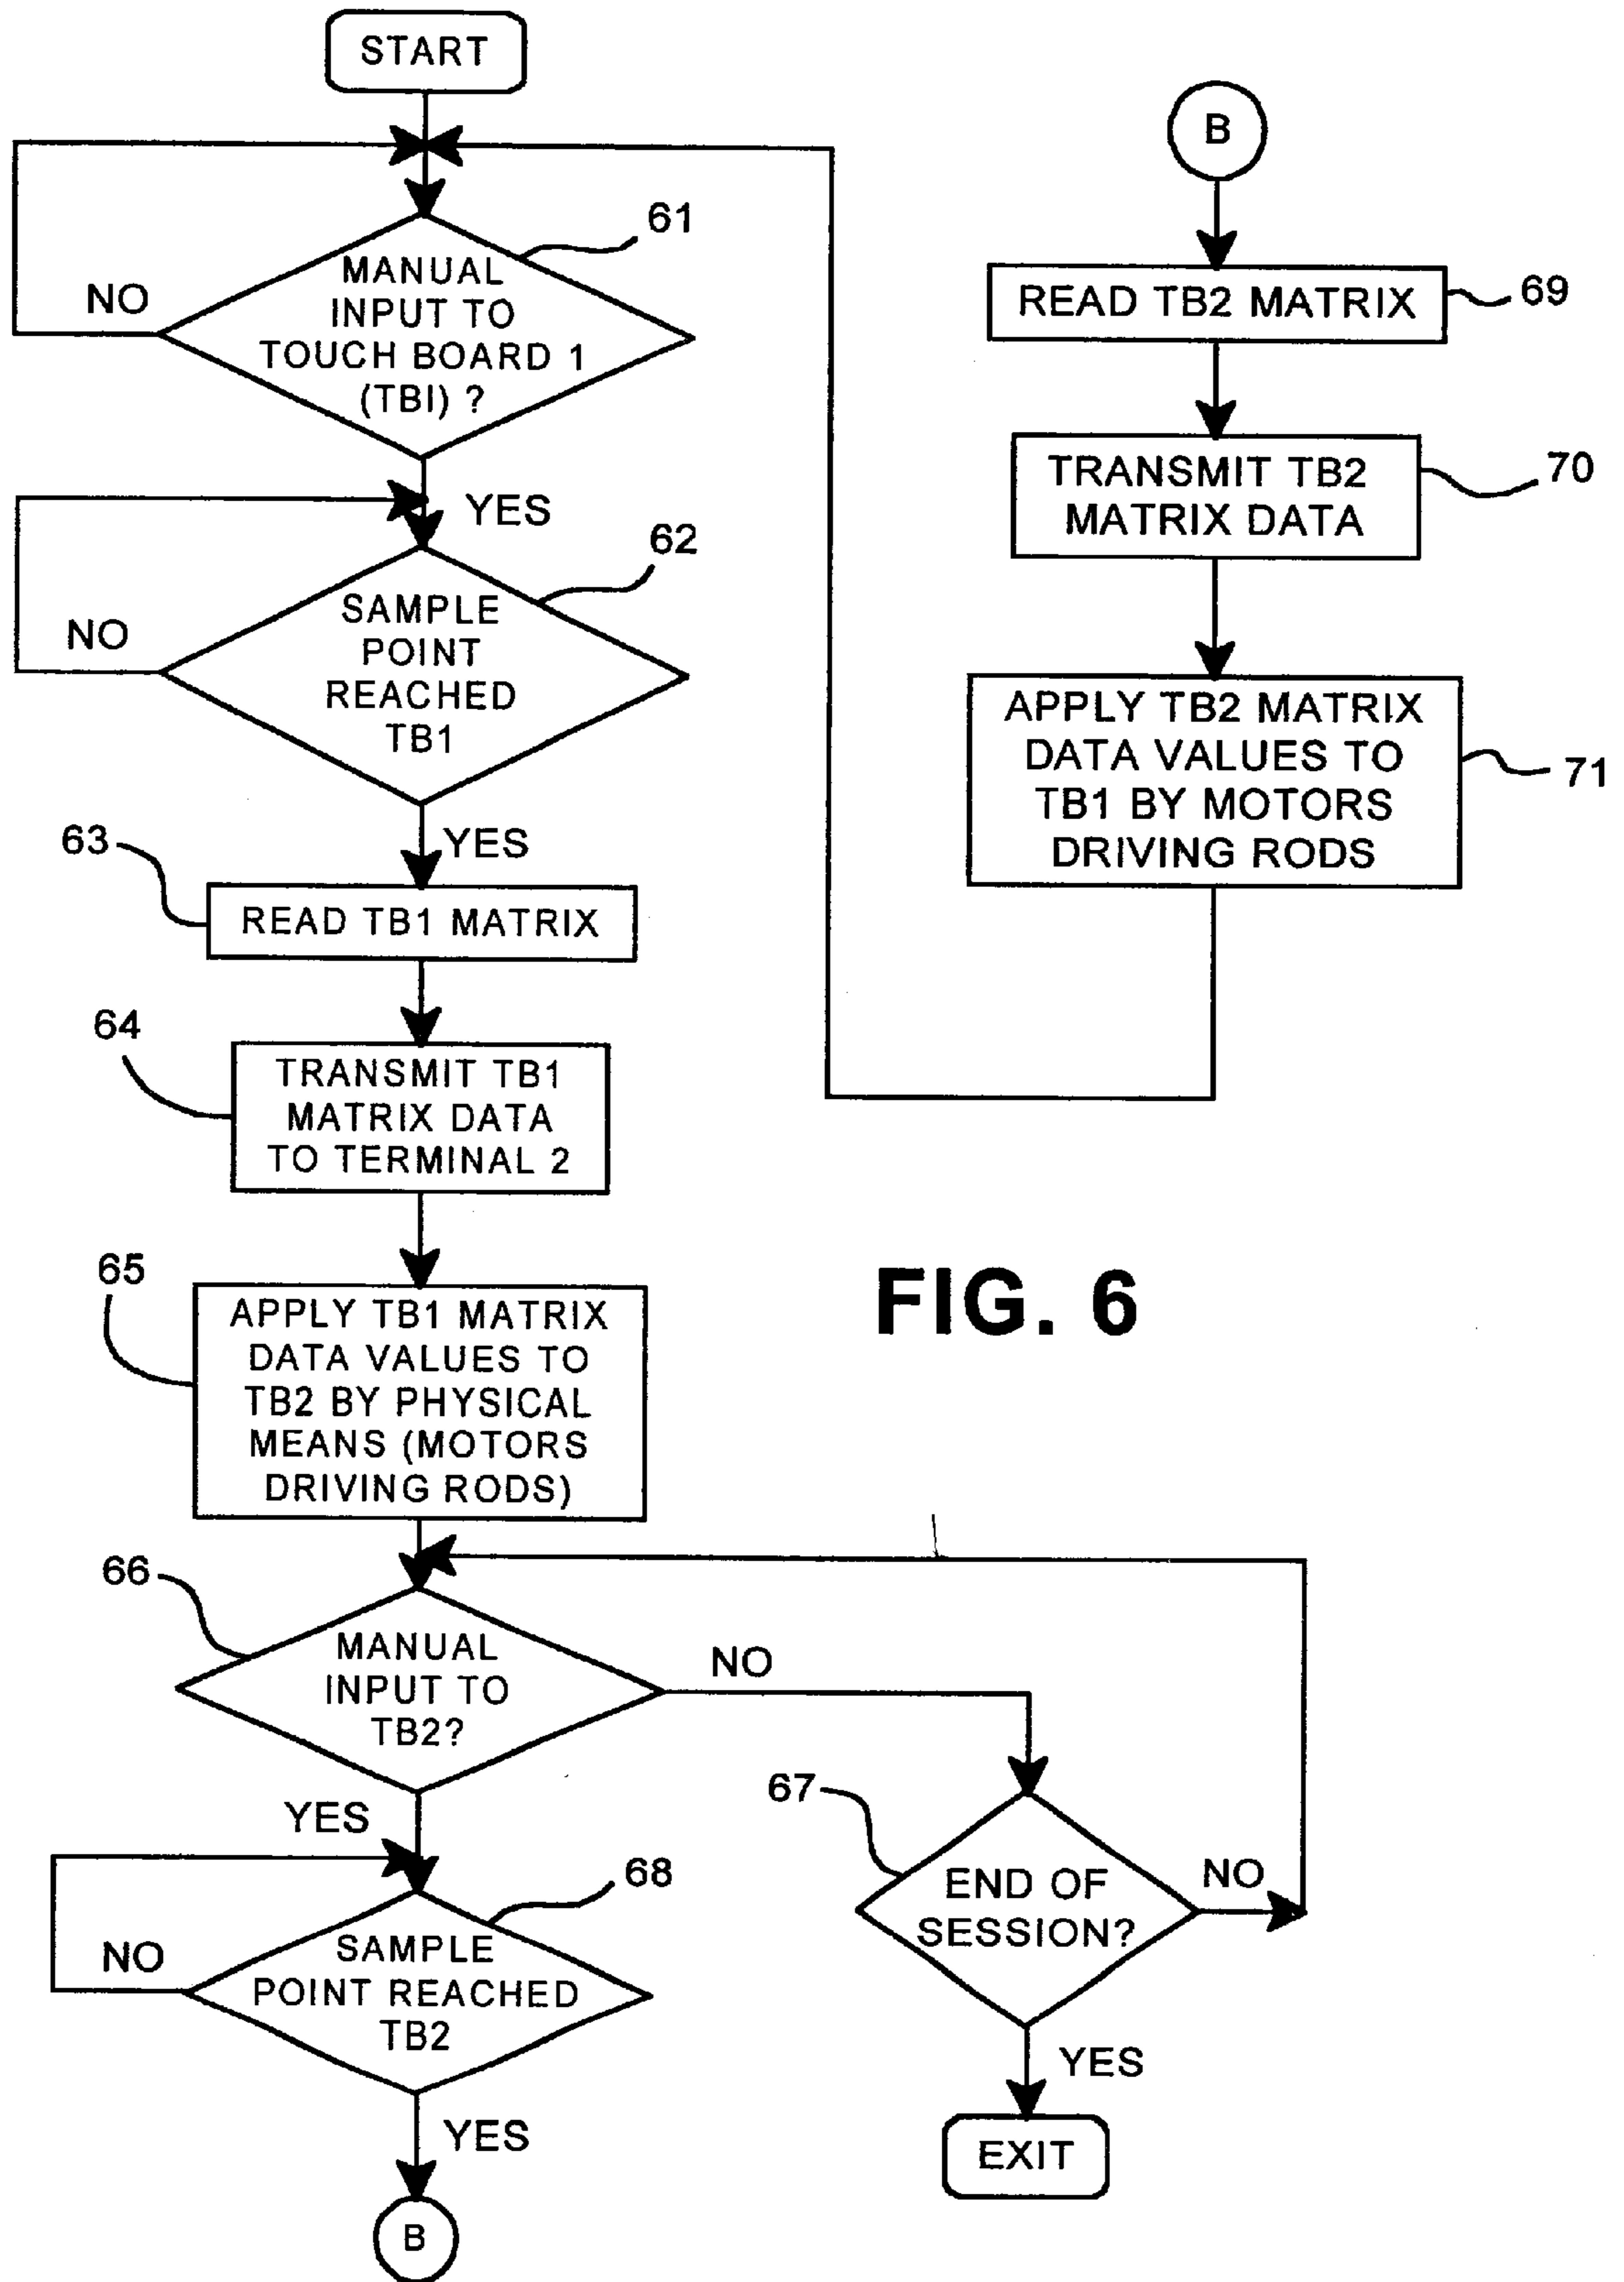 START
61
MANUAL
INPUT TO
TOUCH BOARD 1
(TBI) ?
NO
YES
62
SAMPLE
POINT
REACHED
TB1
NO
YES
63
READ TB1 MATRIX
64
TRANSMIT TB1
MATRIX DATA
TO TERMINAL 2
65
APPLY TB1 MATRIX
DATA VALUES TO
TB2 BY PHYSICAL
MEANS (MOTORS
DRIVING RODS)
66
MANUAL
INPUT TO
TB2?
NO
YES
67
END OF
SESSION?
NO
YES
EXIT
68
SAMPLE
POINT REACHED
TB2
NO
YES
B
B
READ TB2 MATRIX
69
TRANSMIT TB2
MATRIX DATA
70
APPLY TB2 MATRIX
DATA VALUES TO
TB1 BY MOTORS
DRIVING RODS
71
FIG. 6